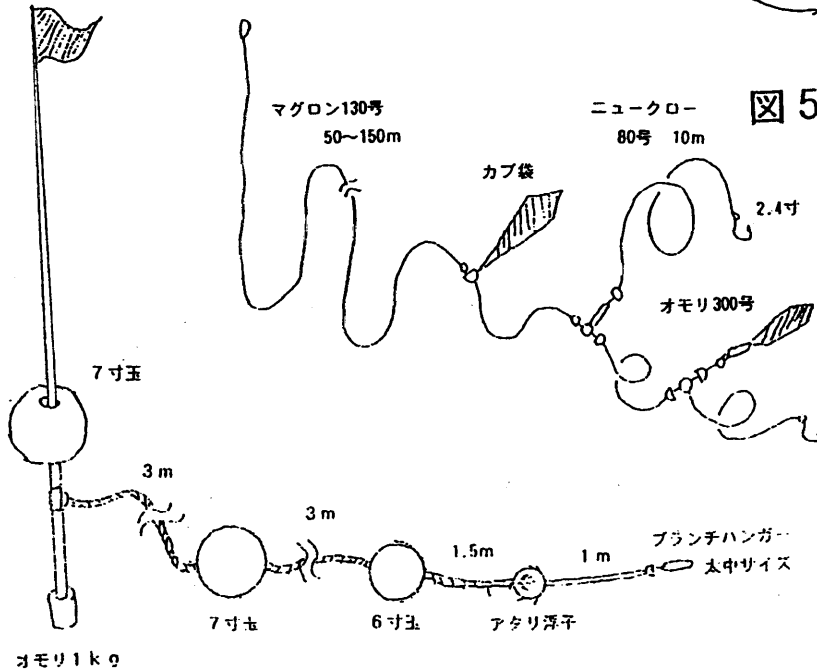 図5
マグロン130号
50〜150m
カブ袋
ニュークロー
80号 10m
2.4寸
オモリ300号
7寸玉
3m
7寸玉
3m
6寸玉
1.5m
アタリ浮子
1m
ブランチハンガー
太中サイズ
オモリ1kg